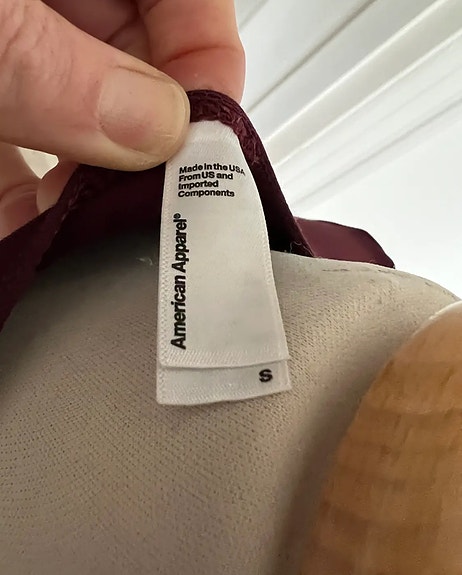 Made in the USA
From US and
Imported
Components
American Apparel®
S